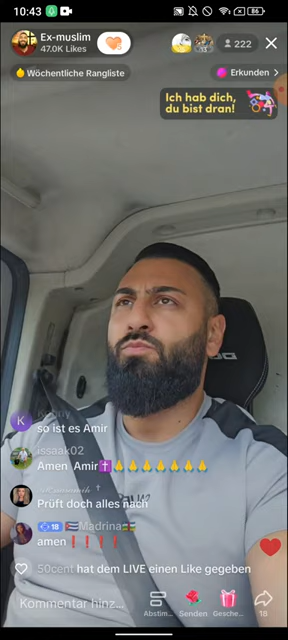 10:43
86
Ex-muslim
47.0K Likes
222
Wöchentliche Rangliste
Erkunden >
Ich hab dich,
du bist dran!
K
so ist es Amir
issaak02
Amen Amir✝️🙏🙏🙏🙏🙏🙏🙏
Prüft doch alles nach
18 🇨🇺Madrina🇪🇹
amen❗❗❗❗
50cent hat dem LIVE einen Like gegeben
Kommentar hinz...
Abstim...
Senden
Gesche...
18